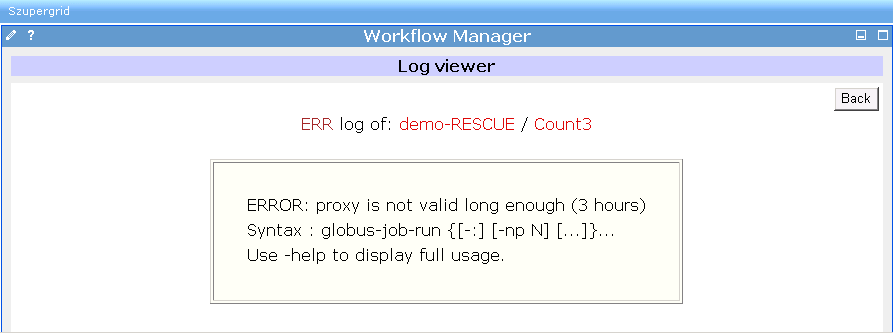 Szupergrid
? Workflow Manager
Log viewer
Back
ERR log of: demo-RESCUE / Count3
ERROR: proxy is not valid long enough (3 hours)
Syntax : globus-job-run {[-:] [-np N] [...]}...
Use -help to display full usage.